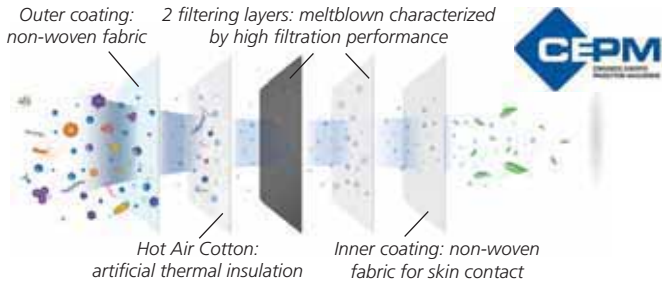 Outer coating:
non-woven fabric
2 filtering layers: meltblown characterized
by high filtration performance
CEPM
Hot Air Cotton:
artificial thermal insulation
Inner coating: non-woven
fabric for skin contact